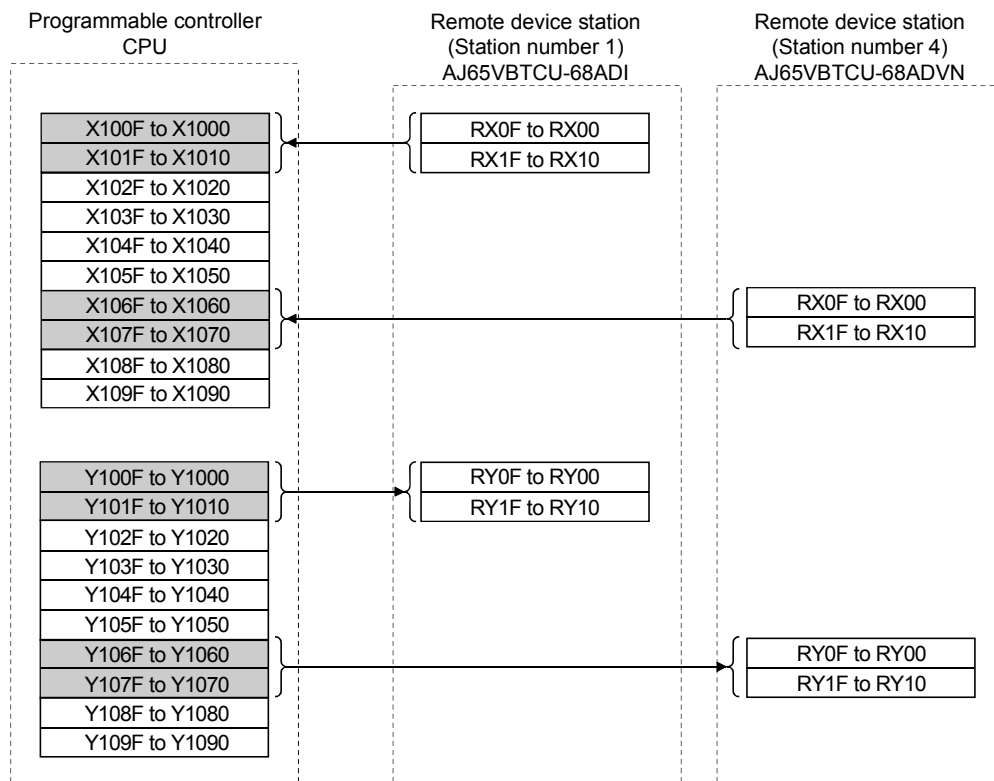 Programmable controller
CPU
Remote device station
(Station number 1)
AJ65VBTCU-68ADI
Remote device station
(Station number 4)
AJ65VBTCU-68ADVN
X100F to X1000
X101F to X1010
X102F to X1020
X103F to X1030
X104F to X1040
X105F to X1050
X106F to X1060
X107F to X1070
X108F to X1080
X109F to X1090
RX0F to RX00
RX1F to RX10
RX0F to RX00
RX1F to RX10
Y100F to Y1000
Y101F to Y1010
Y102F to Y1020
Y103F to Y1030
Y104F to Y1040
Y105F to Y1050
Y106F to Y1060
Y107F to Y1070
Y108F to Y1080
Y109F to Y1090
RY0F to RY00
RY1F to RY10
RY0F to RY00
RY1F to RY10